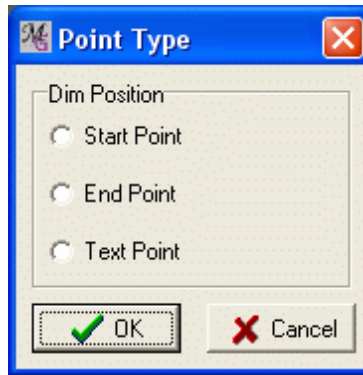 Point Type
Dim Position
Start Point
End Point
Text Point
OK Cancel